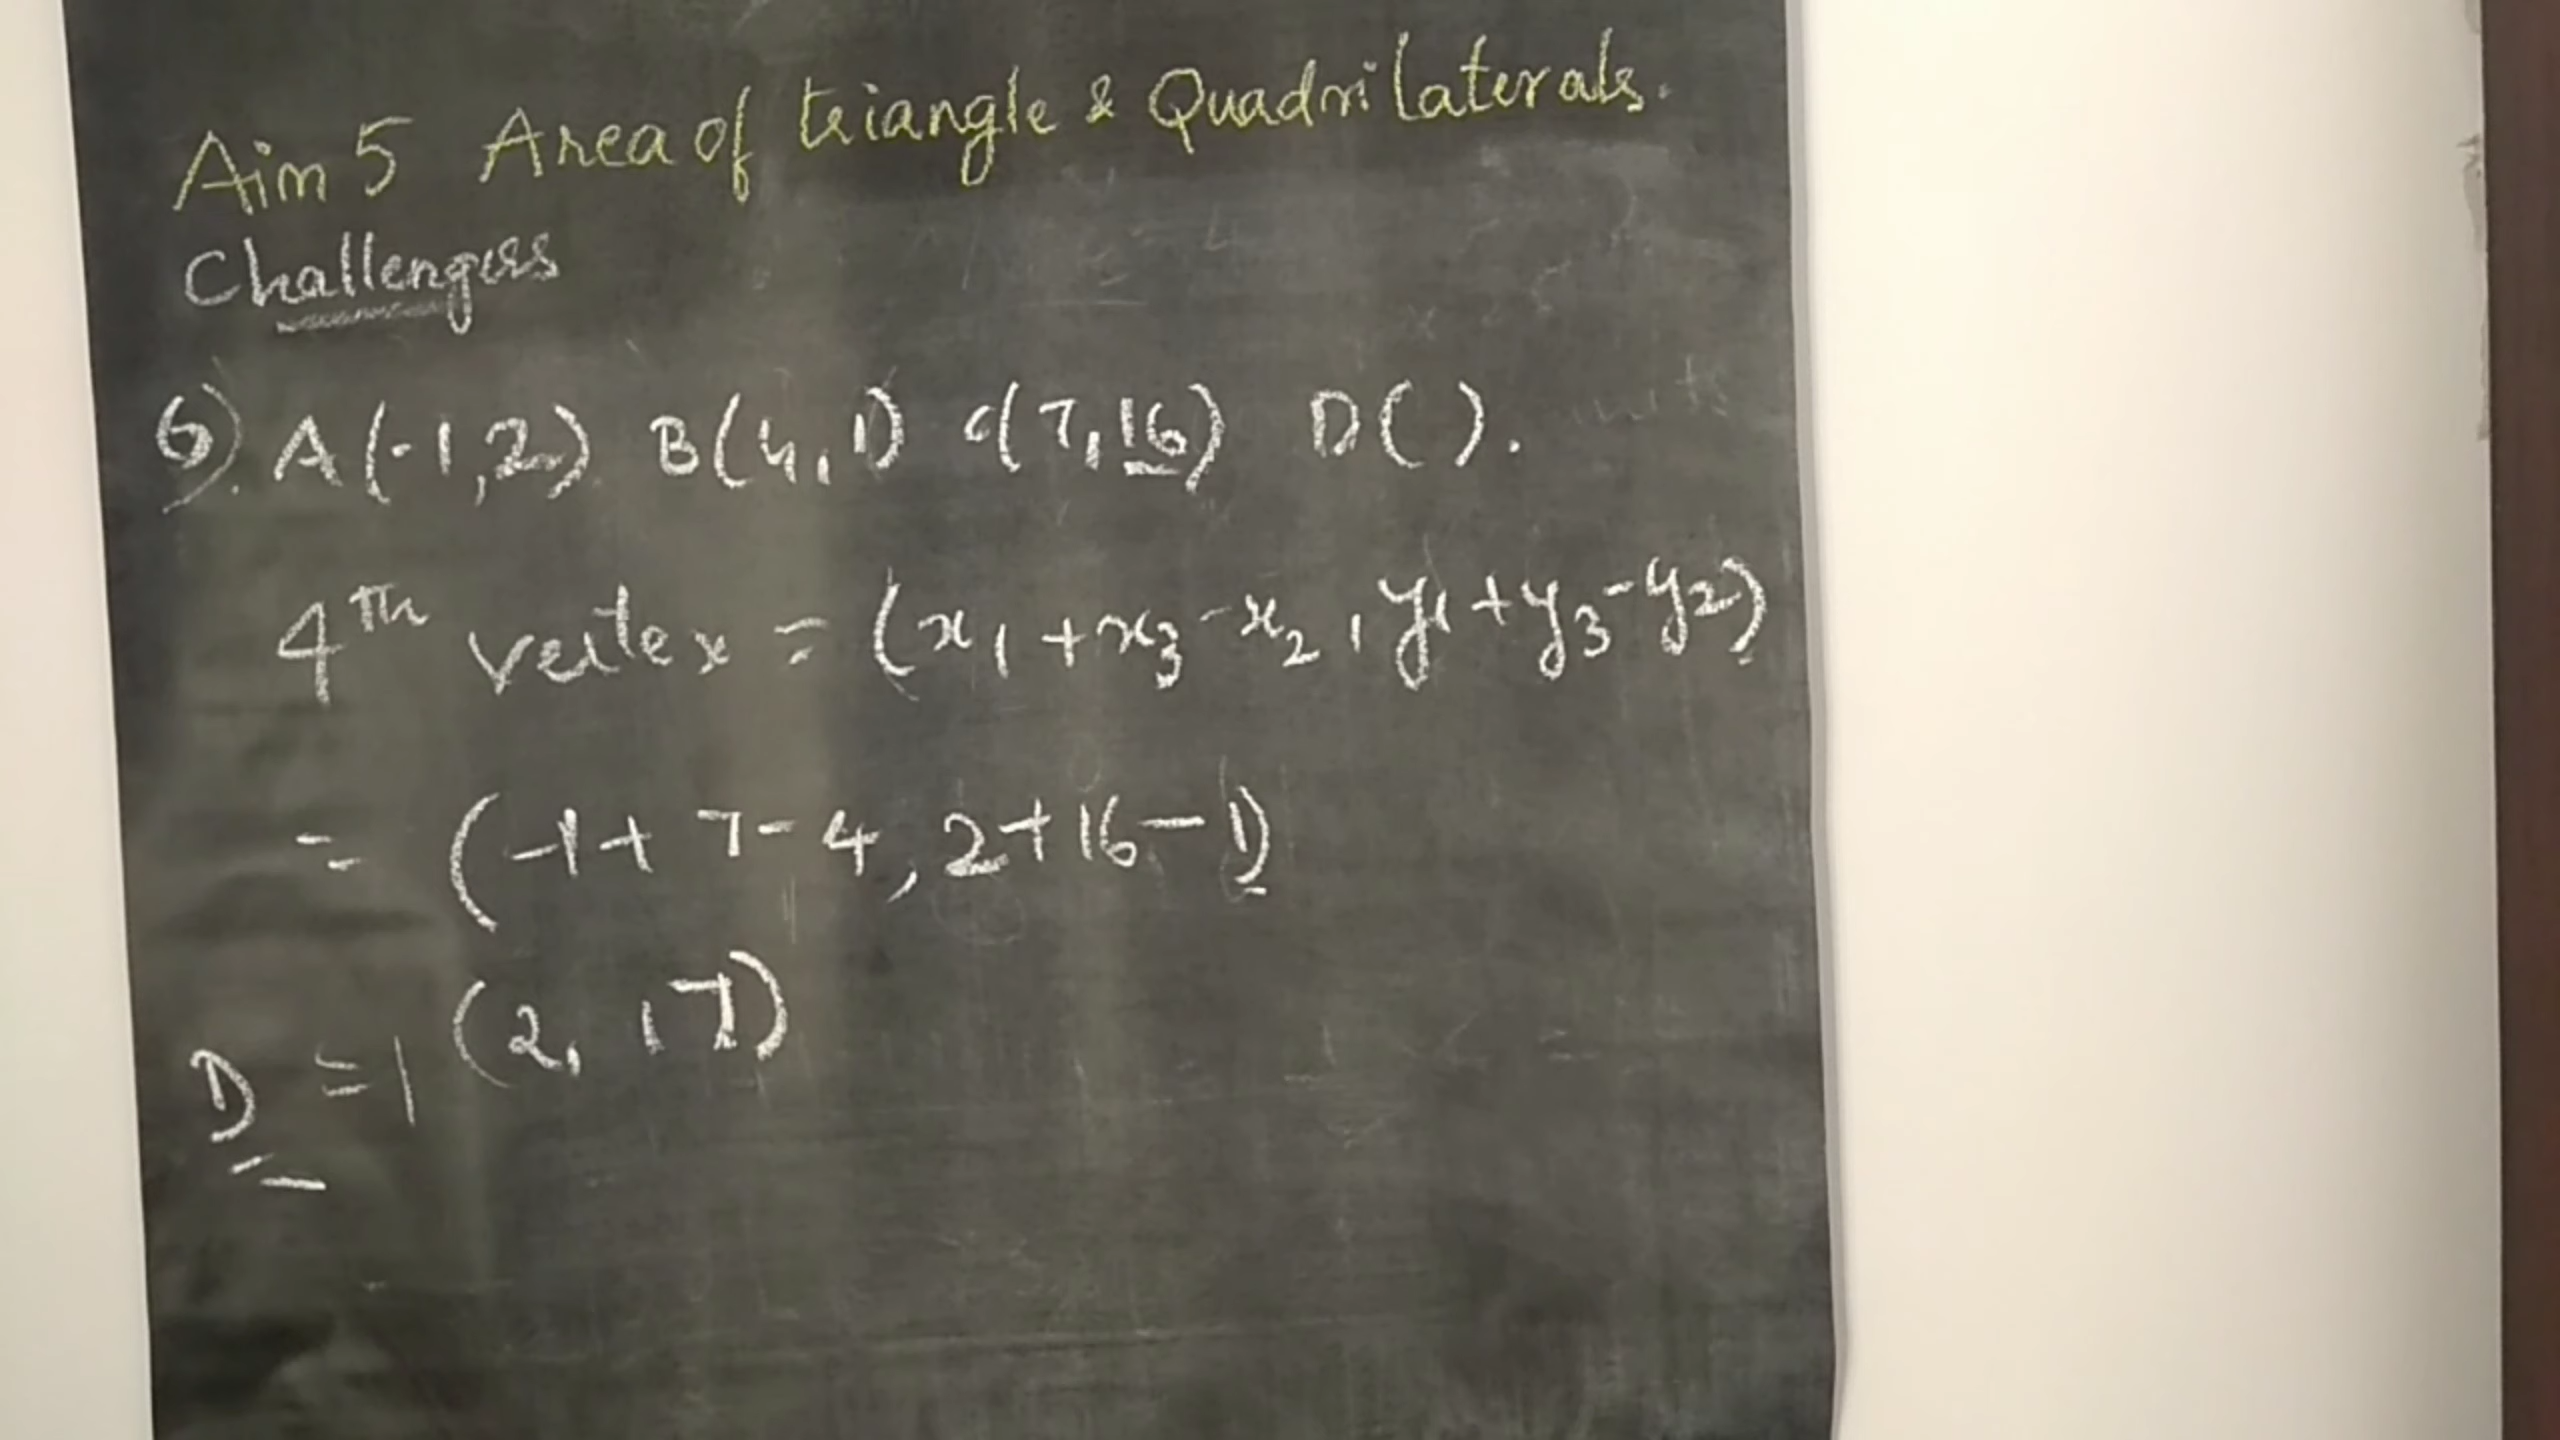 Aim 5 Area of triangle & Quadrilaterals.
Challengers
6). A(-1,2) B(4,1) C(7,16) D( ).
4th vertex = (x₁+x₃-x₂, y₁+y₃-y₂)
= (-1+7-4, 2+16-1)
D = (2, 17)